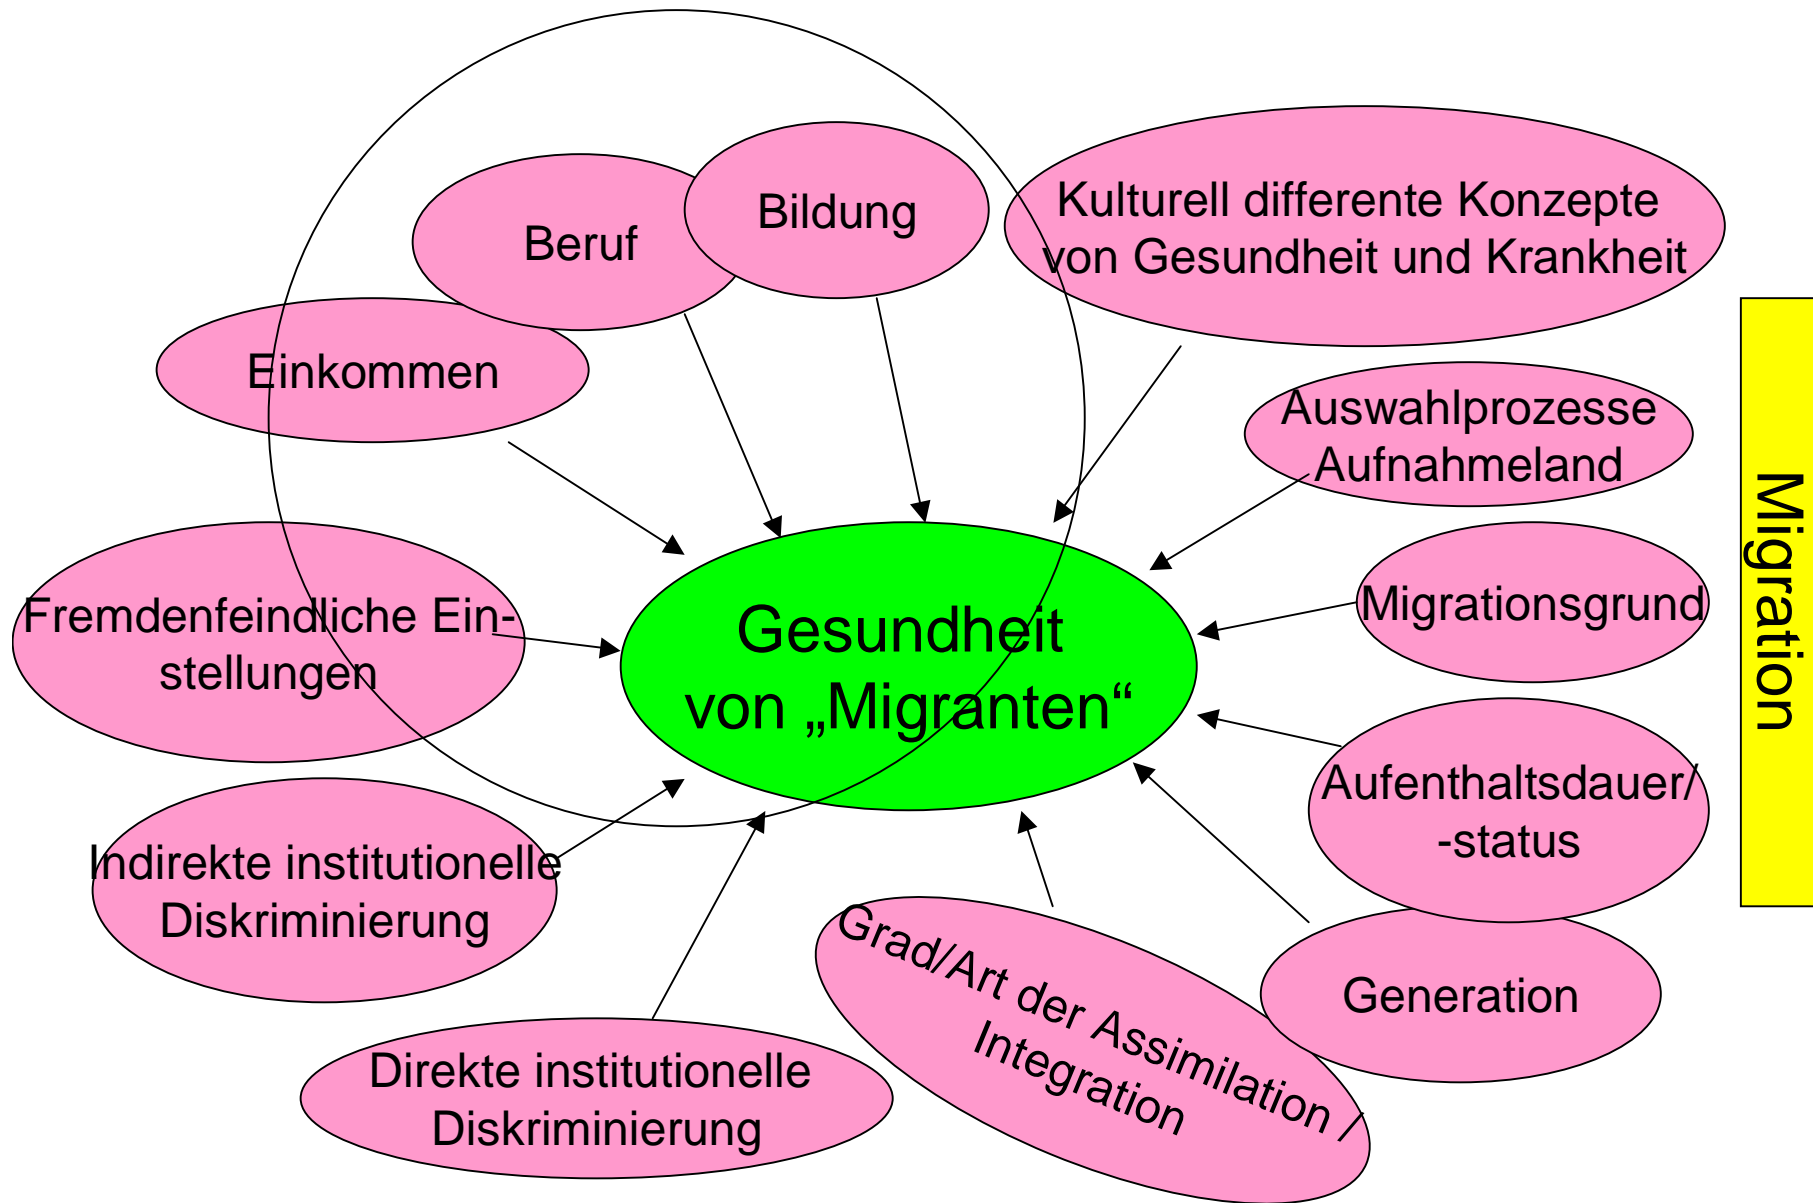 Bildung
Beruf
Kulturell differente Konzepte
von Gesundheit und Krankheit
Einkommen
Auswahlprozesse
Aufnahmeland
Migration
Fremdenfeindliche Ein-
stellungen
Gesundheit
von „Migranten“
Migrationsgrund
Aufenthaltsdauer/
-status
Indirekte institutionelle
Diskriminierung
Grad/Art der Assimilation /
Integration
Generation
Direkte institutionelle
Diskriminierung